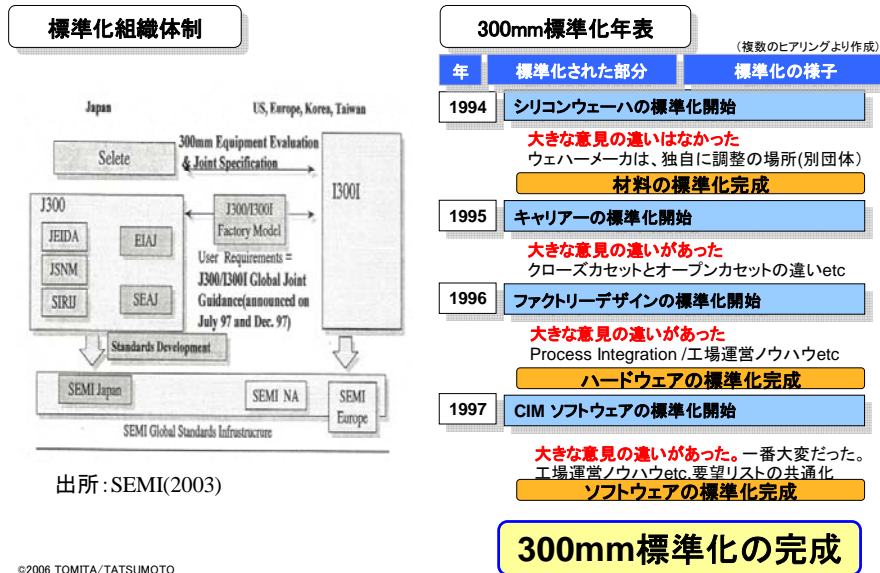 標準化組織体制
Japan
US, Europe, Korea, Taiwan
Selete
300mm Equipment Evaluation
& Joint Specification
I300I
J300
JEIDA
EIAJ
JSNM
SIRIJ
SEAJ
J300/I300I
Factory Model
User Requirements =
J300/I300I Global Joint
Guidance(announced on
July 97 and Dec. 97)
Standards Development
SEMI Japan
SEMI NA
SEMI
Europe
SEMI Global Standards Infrastrucrure
出所:SEMI(2003)
©2006 TOMITA/TATSUMOTO
300mm標準化年表
(複数のヒアリングより作成)
年 標準化された部分 標準化の様子
1994 シリコンウェーハの標準化開始
大きな意見の違いはなかった
ウェハーメーカは、独自に調整の場所(別団体)
材料の標準化完成
1995 キャリアーの標準化開始
大きな意見の違いがあった
クローズカセットとオープンカセットの違いetc
1996 ファクトリーデザインの標準化開始
大きな意見の違いがあった
Process Integration /工場運営ノウハウetc
ハードウェアの標準化完成
1997 CIM ソフトウェアの標準化開始
大きな意見の違いがあった。一番大変だった。
工場運営ノウハウetc.要望リストの共通化
ソフトウェアの標準化完成
300mm標準化の完成